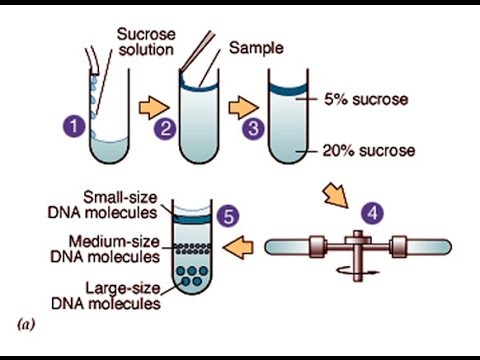 Sucrose
solution
Sample
1
2
3
5% sucrose
20% sucrose
4
5
Small-size
DNA molecules
Medium-size
DNA molecules
Large-size
DNA molecules
(a)